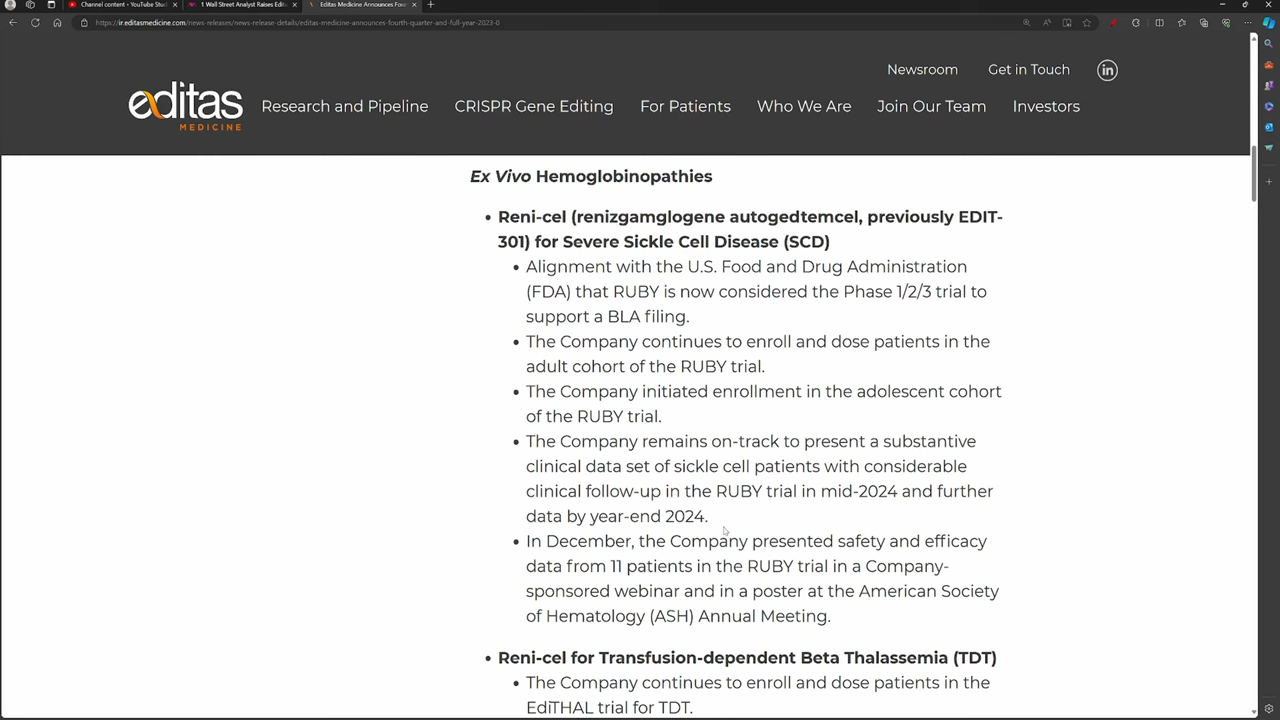 Channel content - YouTube Stud
1 Wall Street Analyst Raises Edit
Editas Medicine Announces Four
https://ir.editasmedicine.com/news-releases/news-release-details/editas-medicine-announces-fourth-quarter-and-full-year-2023-0
Newsroom Get in Touch in
editas
MEDICINE
Research and Pipeline CRISPR Gene Editing For Patients Who We Are Join Our Team Investors
Ex Vivo Hemoglobinopathies
• Reni-cel (renizgamglogene autogedtemcel, previously EDIT-
301) for Severe Sickle Cell Disease (SCD)
• Alignment with the U.S. Food and Drug Administration
(FDA) that RUBY is now considered the Phase 1/2/3 trial to
support a BLA filing.
• The Company continues to enroll and dose patients in the
adult cohort of the RUBY trial.
• The Company initiated enrollment in the adolescent cohort
of the RUBY trial.
• The Company remains on-track to present a substantive
clinical data set of sickle cell patients with considerable
clinical follow-up in the RUBY trial in mid-2024 and further
data by year-end 2024.
• In December, the Company presented safety and efficacy
data from 11 patients in the RUBY trial in a Company-
sponsored webinar and in a poster at the American Society
of Hematology (ASH) Annual Meeting.
• Reni-cel for Transfusion-dependent Beta Thalassemia (TDT)
• The Company continues to enroll and dose patients in the
EdiTHAL trial for TDT.